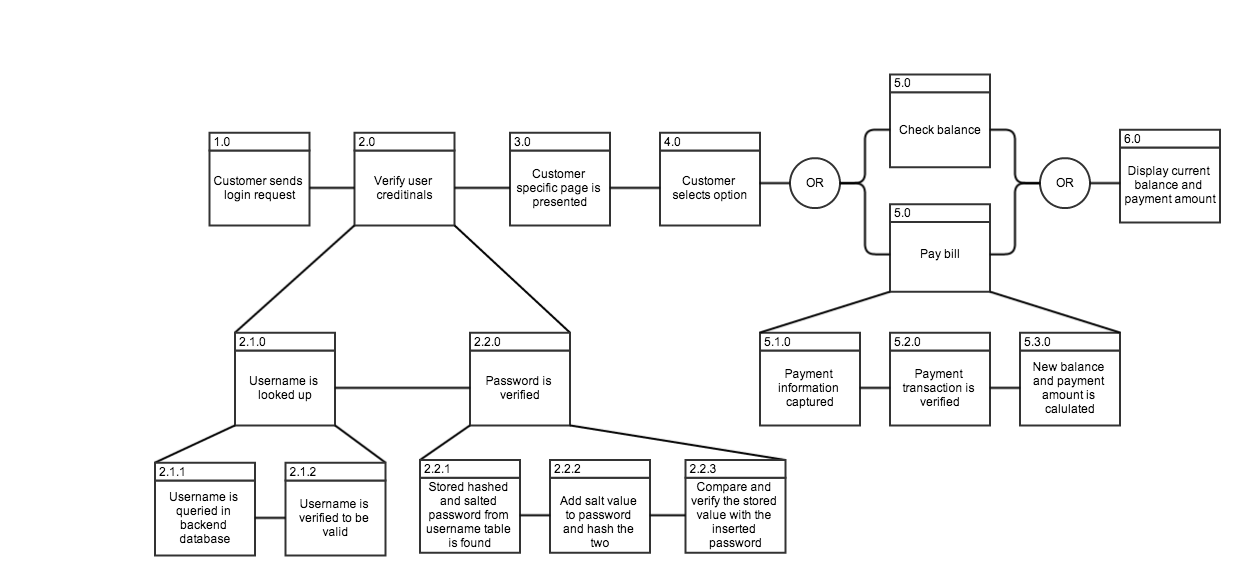 1.0
Customer sends
login request
2.0
Verify user
creditinals
3.0
Customer
specific page is
presented
4.0
Customer
selects option
OR
5.0
Check balance
5.0
Pay bill
OR
6.0
Display current
balance and
payment amount
2.1.0
Username is
looked up
2.2.0
Password is
verified
5.1.0
Payment
information
captured
5.2.0
Payment
transaction is
verified
5.3.0
New balance
and payment
amount is
calulated
2.1.1
Username is
queried in
backend
database
2.1.2
Username is
verified to be
valid
2.2.1
Stored hashed
and salted
password from
username table
is found
2.2.2
Add salt value
to password
and hash the
two
2.2.3
Compare and
verify the stored
value with the
inserted
password